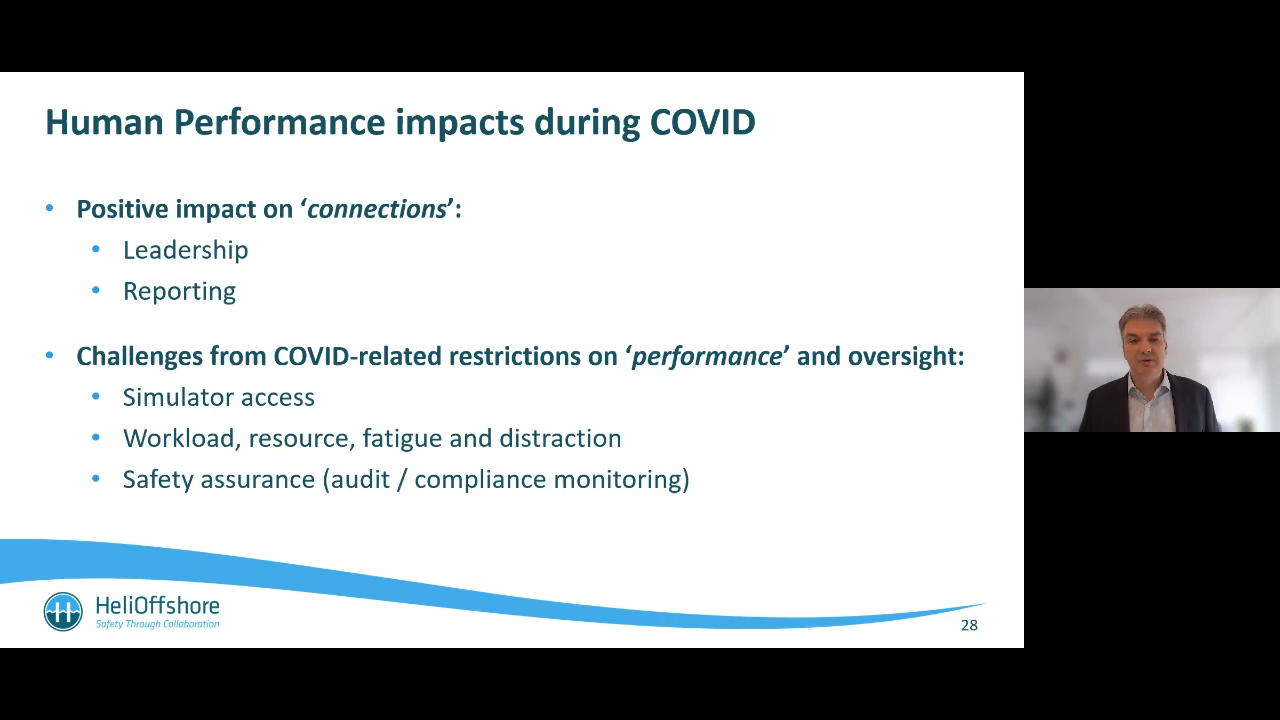 Human Performance impacts during COVID
• Positive impact on ‘connections’:
• Leadership
• Reporting
• Challenges from COVID-related restrictions on ‘performance’ and oversight:
• Simulator access
• Workload, resource, fatigue and distraction
• Safety assurance (audit / compliance monitoring)
HeliOffshore
Safety Through Collaboration
28